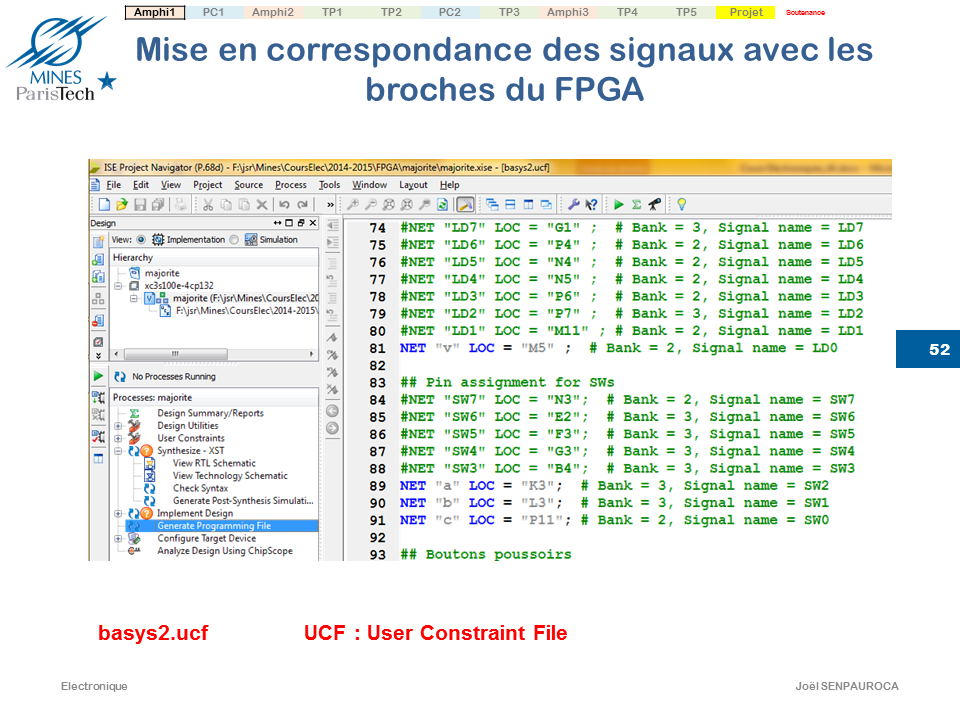 Amphi1 PC1 Amphi2 TP1 TP2 PC2 TP3 Amphi3 TP4 TP5 Projet Soutenance
MINES
ParisTech
Mise en correspondance des signaux avec les
broches du FPGA
ISE Project Navigator (P.68d) - F:\jsr\Mines\CoursElec\2014-2015\FPGA\majorite\majorite.xise - [basys2.ucf]
File Edit View Project Source Process Tools Window Layout Help
Design
View: Implementation Simulation
Hierarchy
majorite
xc3s100e-4cp132
majorite (F:\jsr\Mines\CoursElec\20
F:\jsr\Mines\CoursElec\2014-2015\
No Processes Running
Processes: majorite
Design Summary/Reports
Design Utilities
User Constraints
Synthesize - XST
View RTL Schematic
View Technology Schematic
Check Syntax
Generate Post-Synthesis Simulati...
Implement Design
Generate Programming File
Configure Target Device
Analyze Design Using ChipScope
74 #NET "LD7" LOC = "G1" ; # Bank = 3, Signal name = LD7
75 #NET "LD6" LOC = "P4" ; # Bank = 2, Signal name = LD6
76 #NET "LD5" LOC = "N4" ; # Bank = 2, Signal name = LD5
77 #NET "LD4" LOC = "N5" ; # Bank = 2, Signal name = LD4
78 #NET "LD3" LOC = "P6" ; # Bank = 2, Signal name = LD3
79 #NET "LD2" LOC = "P7" ; # Bank = 3, Signal name = LD2
80 #NET "LD1" LOC = "M11" ; # Bank = 2, Signal name = LD1
81 NET "v" LOC = "M5" ; # Bank = 2, Signal name = LD0
82
83 ## Pin assignment for SWs
84 #NET "SW7" LOC = "N3"; # Bank = 2, Signal name = SW7
85 #NET "SW6" LOC = "E2"; # Bank = 3, Signal name = SW6
86 #NET "SW5" LOC = "F3"; # Bank = 3, Signal name = SW5
87 #NET "SW4" LOC = "G3"; # Bank = 3, Signal name = SW4
88 #NET "SW3" LOC = "B4"; # Bank = 3, Signal name = SW3
89 NET "a" LOC = "K3"; # Bank = 3, Signal name = SW2
90 NET "b" LOC = "L3"; # Bank = 3, Signal name = SW1
91 NET "c" LOC = "P11"; # Bank = 2, Signal name = SW0
92
93 ## Boutons poussoirs
52
basys2.ucf UCF : User Constraint File
Electronique Joël SENPAUROCA